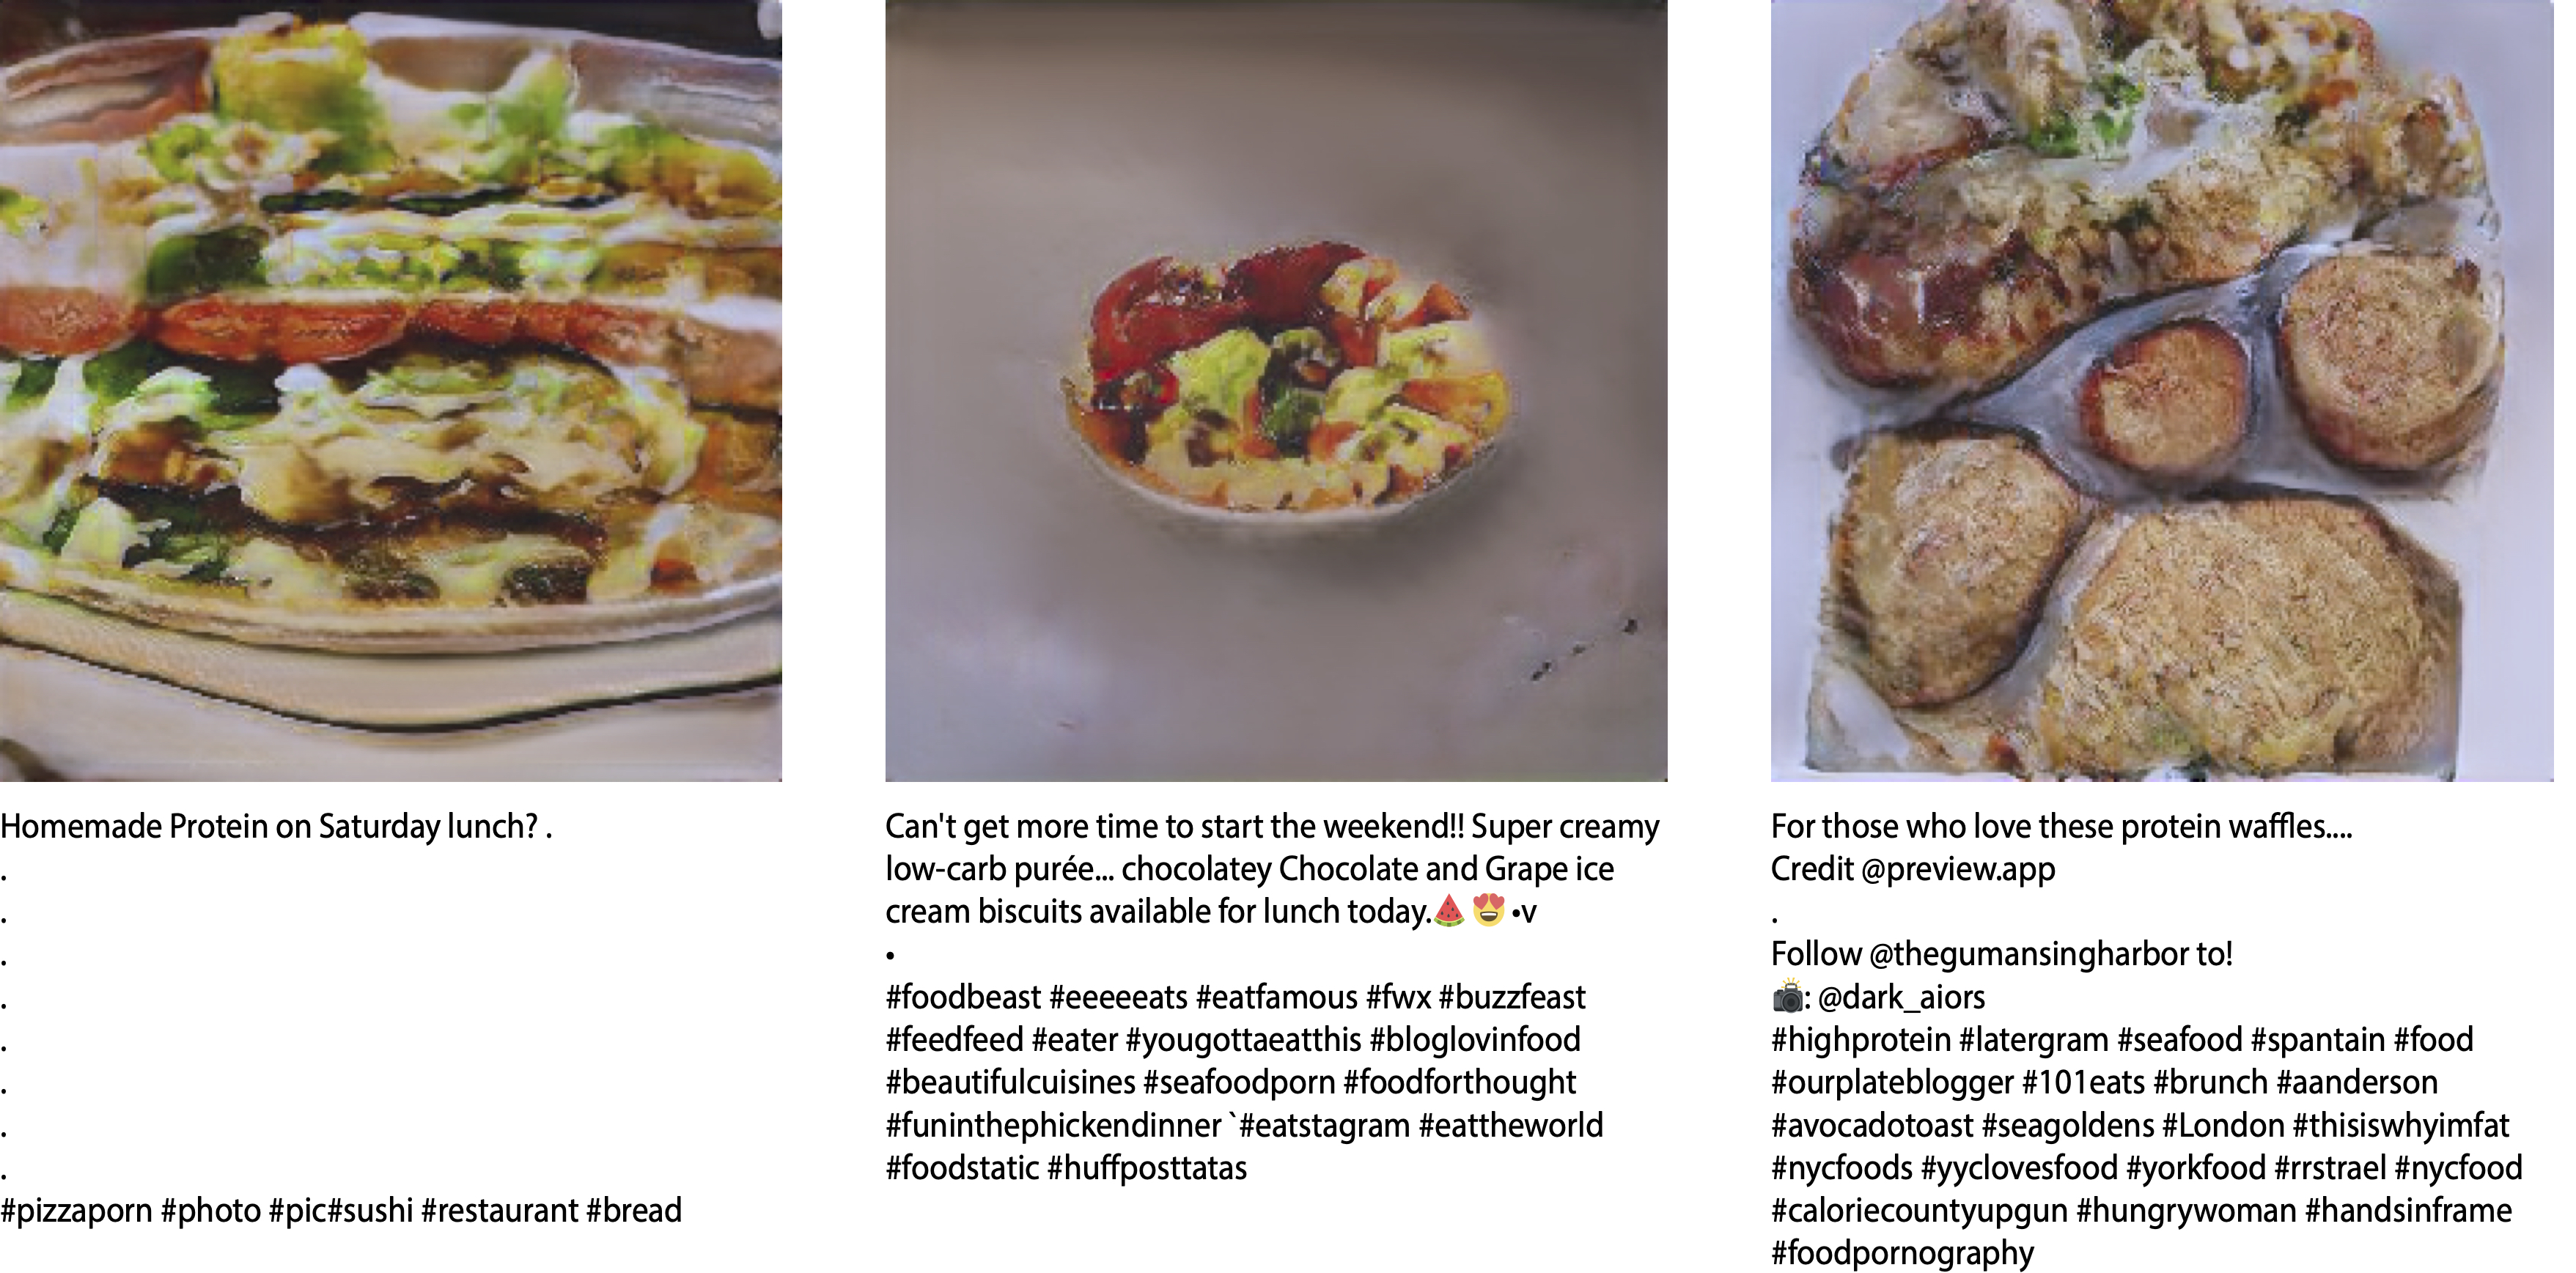 Homemade Protein on Saturday lunch? .
.
.
.
.
.
.
.
.
#pizzaporn #photo #pic#sushi #restaurant #bread
Can't get more time to start the weekend!! Super creamy
low-carb purée... chocolatey Chocolate and Grape ice
cream biscuits available for lunch today.🍉😍•v
•
#foodbeast #eeeeeats #eatfamous #fwx #buzzfeast
#feedfeed #eater #yougottaeatthis #bloglovinfood
#beautifulcuisines #seafoodporn #foodforthought
#funinthephickendinner `#eatstagram #eattheworld
#foodstatic #huffposttatas
For those who love these protein waffles....
Credit @preview.app
.
Follow @thegumansingharbor to!
📸: @dark_aiors
#highprotein #latergram #seafood #spantain #food
#ourplateblogger #101eats #brunch #aanderson
#avocadotoast #seagoldens #London #thisiswhyimfat
#nycfoods #yyclovesfood #yorkfood #rrstrael #nycfood
#caloriecountyupgun #hungrywoman #handsinframe
#foodpornography